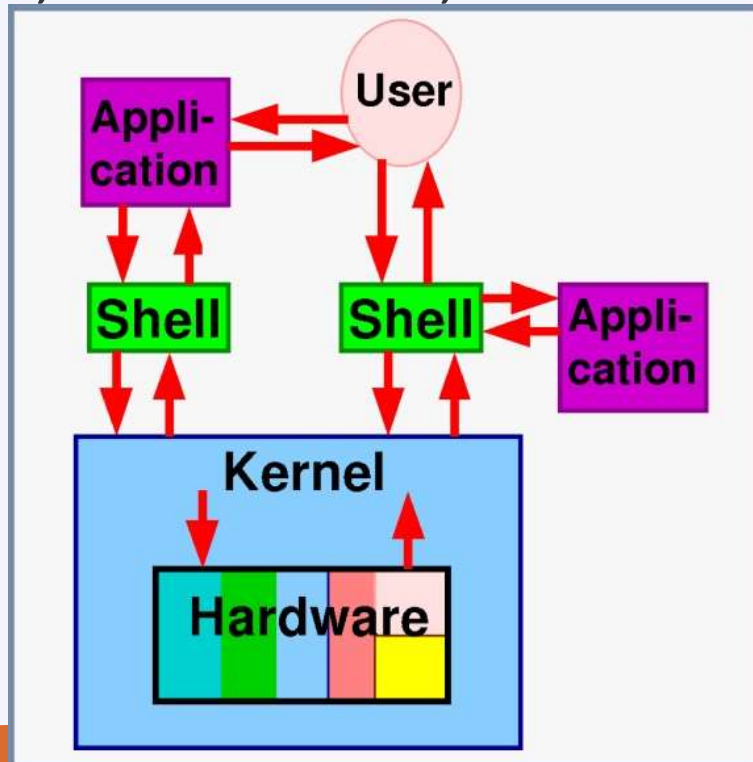 User
Appli-
cation
Shell
Shell
Appli-
cation
Kernel
Hardware